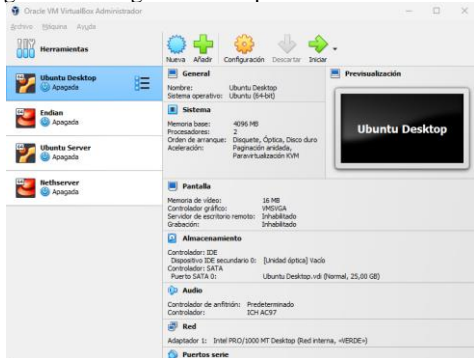 Oracle VM VirtualBox Administrador
Archivo Máquina Ayuda
Herramientas
Nueva Añadir Configuración Descartar Iniciar
Ubuntu Desktop
Apagada
Endian
Apagada
Ubuntu Server
Apagada
Nethserver
Apagada
General
Nombre: Ubuntu Desktop
Sistema operativo: Ubuntu (64-bit)
Previsualización
Ubuntu Desktop
Sistema
Memoria base: 4096 MB
Procesadores: 2
Orden de arranque: Disquete, Óptica, Disco duro
Aceleración: Paginación anidada,
Paravirtualización KVM
Pantalla
Memoria de vídeo: 16 MB
Controlador gráfico: VMSVGA
Servidor de escritorio remoto: Inhabilitado
Grabación: Inhabilitado
Almacenamiento
Controlador: IDE
Dispositivo IDE secundario 0: [Unidad óptica] Vacío
Controlador: SATA
Puerto SATA 0: Ubuntu Desktop.vdi (Normal, 25,00 GB)
Audio
Controlador de anfitrión: Predeterminado
Controlador: ICH AC97
Red
Adaptador 1: Intel PRO/1000 MT Desktop (Red interna, «VERDE»)
Puertos serie